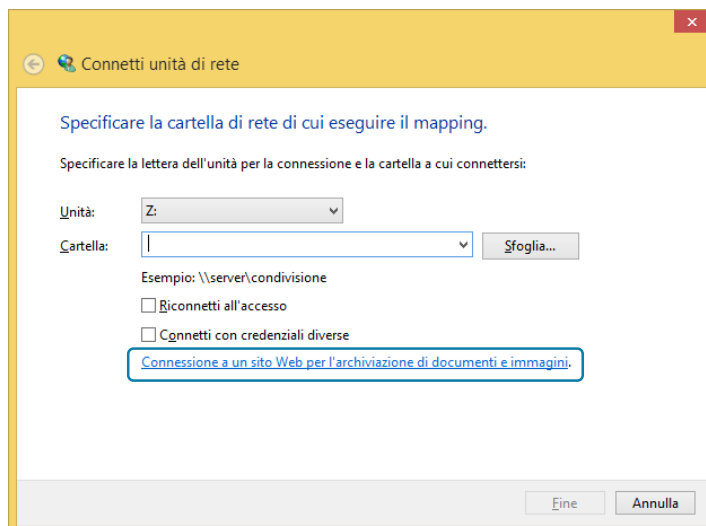 Connetti unità di rete
Specificare la cartella di rete di cui eseguire il mapping.
Specificare la lettera dell'unità per la connessione e la cartella a cui connettersi:
Unità: Z:
Cartella: Sfoglia...
Esempio: \\server\condivisione
Riconnetti all'accesso
Connetti con credenziali diverse
Connessione a un sito Web per l'archiviazione di documenti e immagini.
Fine Annulla